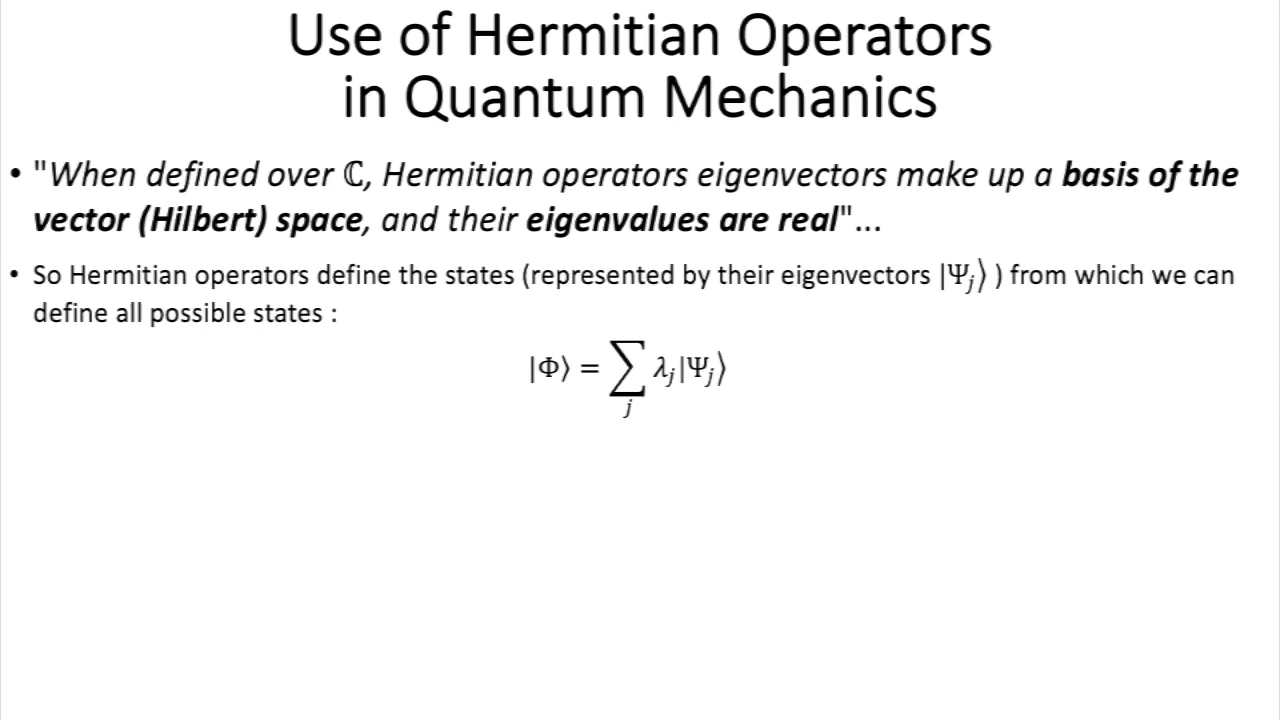 Use of Hermitian Operators
in Quantum Mechanics
• "When defined over ℂ, Hermitian operators eigenvectors make up a basis of the
vector (Hilbert) space, and their eigenvalues are real"...
• So Hermitian operators define the states (represented by their eigenvectors |Ψⱼ⟩ ) from which we can
define all possible states :
|Φ⟩ = ∑ λⱼ|Ψⱼ⟩
j